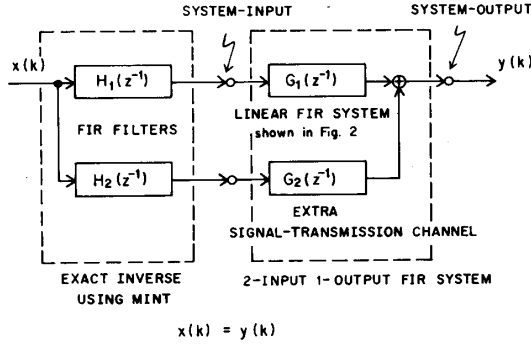 SYSTEM-INPUT
SYSTEM-OUTPUT
x(k)
H₁(z⁻¹)
G₁(z⁻¹)
y(k)
FIR FILTERS
LINEAR FIR SYSTEM
shown in Fig. 2
H₂(z⁻¹)
G₂(z⁻¹)
EXTRA
SIGNAL-TRANSMISSION CHANNEL
EXACT INVERSE
USING MINT
2-INPUT 1-OUTPUT FIR SYSTEM
x(k) = y(k)